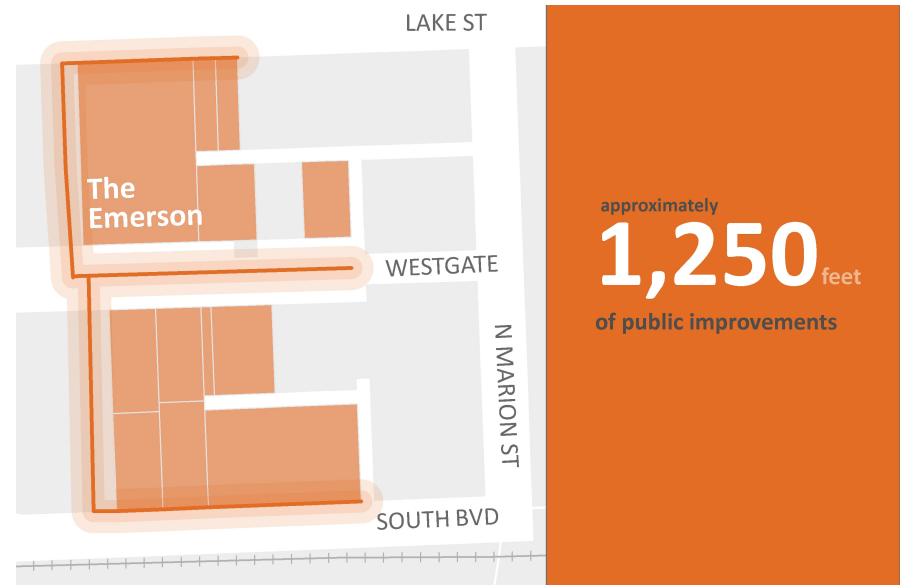 LAKE ST
The
Emerson
WESTGATE
N MARION ST
SOUTH BVD
approximately
1,250 feet
of public improvements